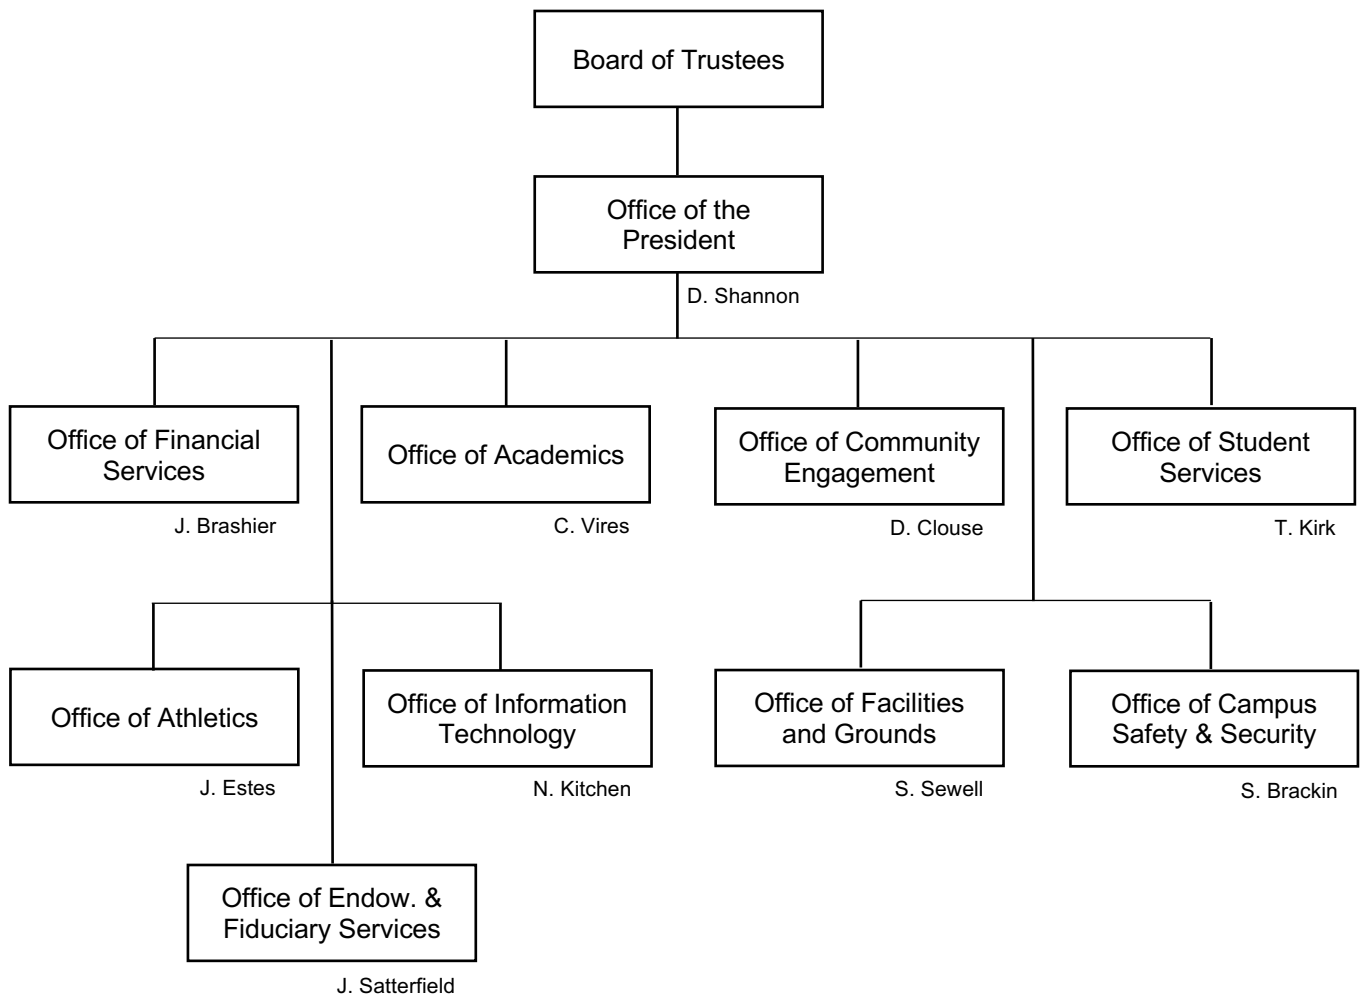 Board of Trustees
Office of the
President
D. Shannon
Office of Financial
Services
J. Brashier
Office of Academics
C. Vires
Office of Community
Engagement
D. Clouse
Office of Student
Services
T. Kirk
Office of Athletics
J. Estes
Office of Information
Technology
N. Kitchen
Office of Facilities
and Grounds
S. Sewell
Office of Campus
Safety & Security
S. Brackin
Office of Endow. &
Fiduciary Services
J. Satterfield